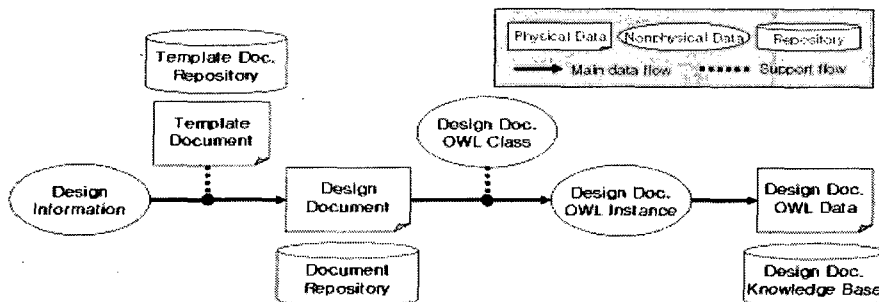 Physical Data
Nonphysical Data
Repository
Main data flow
Support flow
Template Doc.
Repository
Template
Document
Design Doc.
OWL Class
Design
Information
Design
Document
Design Doc.
OWL Instance
Design Doc.
OWL Data
Document
Repository
Design Doc.
Knowledge Base